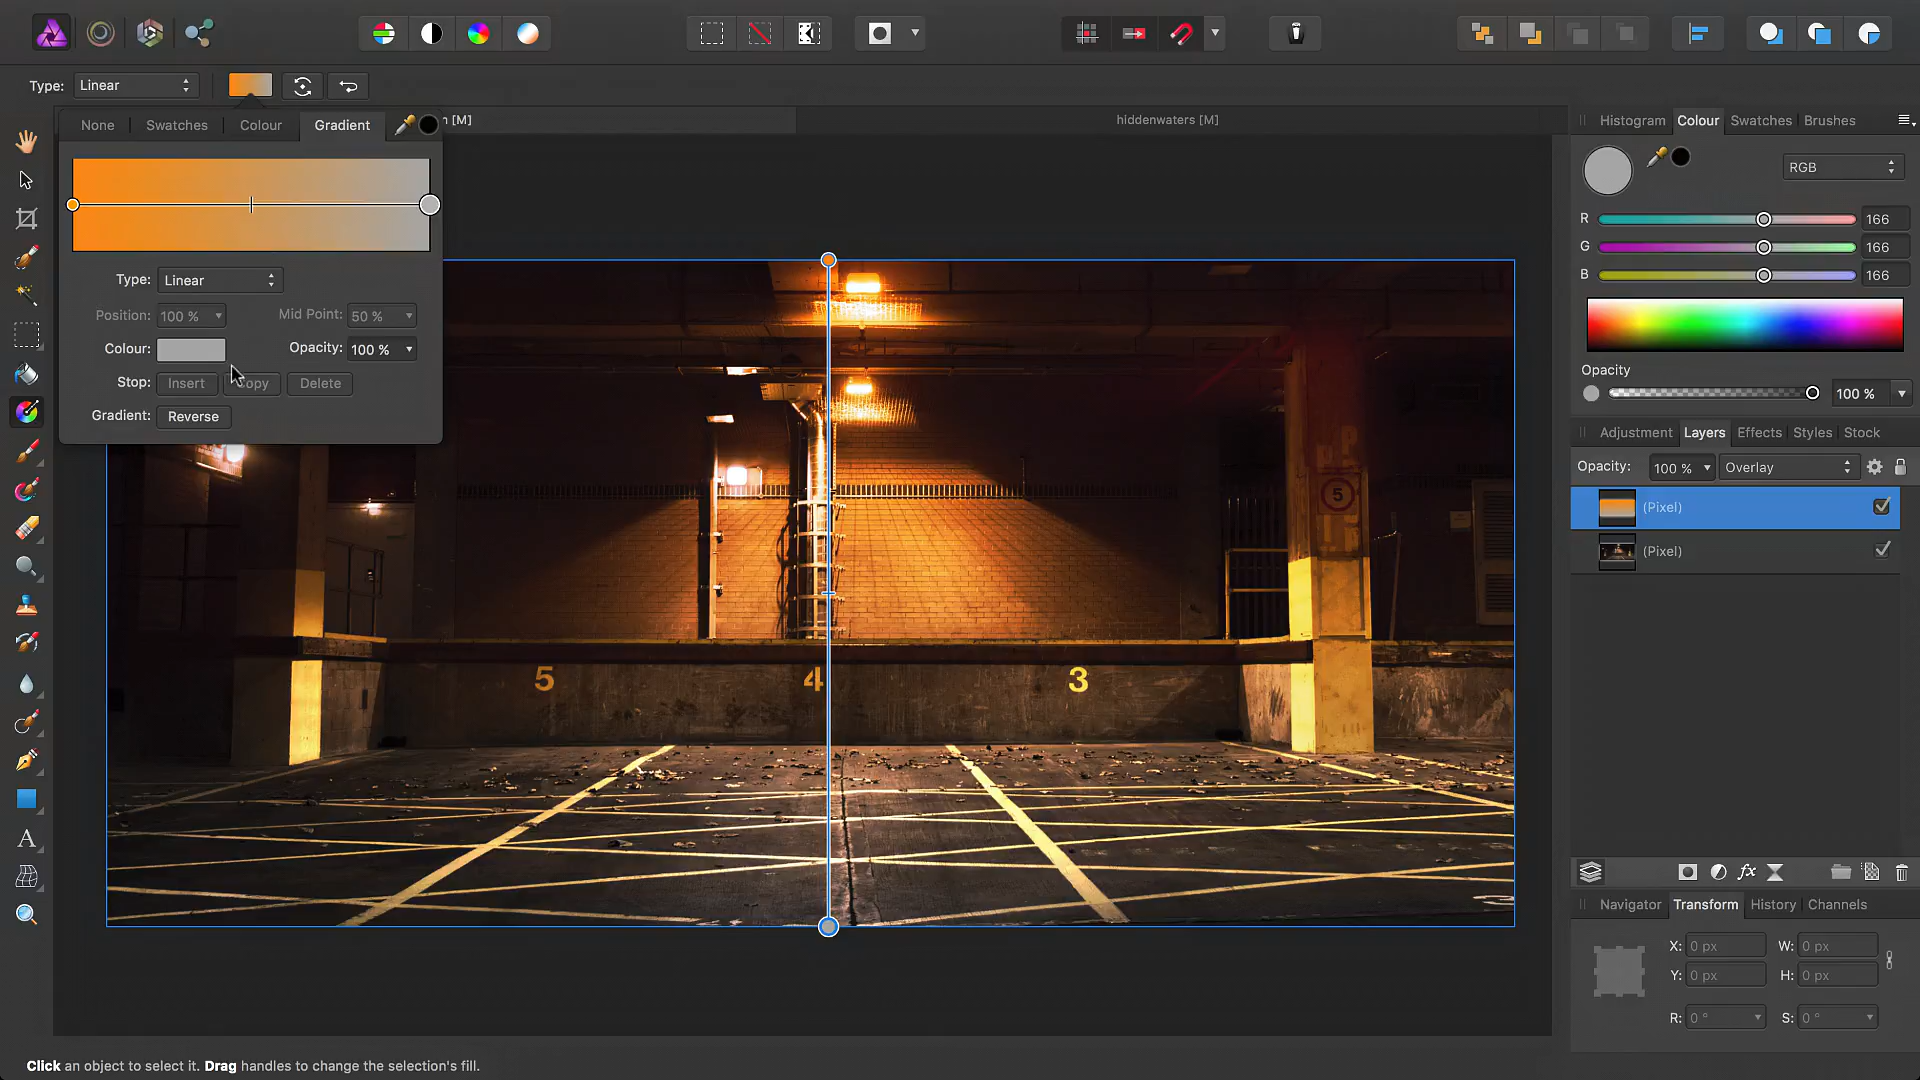 Type: Linear
None Swatches Colour Gradient
n [M]
hiddenwaters [M]
Histogram Colour Swatches Brushes
RGB
R 166
G 166
B 166
Opacity
100 %
Type: Linear
Position: 100 % Mid Point: 50 %
Colour: Opacity: 100 %
Stop: Insert Copy Delete
Gradient: Reverse
Adjustment Layers Effects Styles Stock
Opacity: 100 % Overlay
(Pixel)
(Pixel)
5
5 4 3
A
fx
Navigator Transform History Channels
X: 0 px W: 0 px
Y: 0 px H: 0 px
R: 0 ° S: 0 °
Click an object to select it. Drag handles to change the selection's fill.